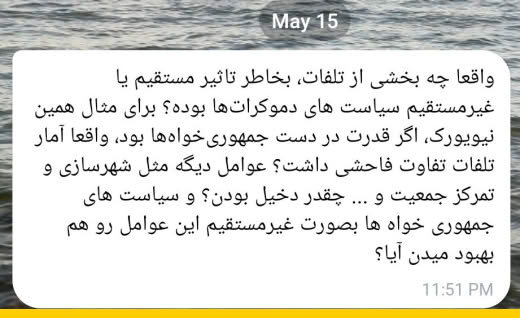 May 15
واقعا چه بخشی از تلفات، بخاطر تاثیر مستقیم یا
غیرمستقیم سیاست های دموکرات‌ها بوده؟ برای مثال همین
نیویورک، اگر قدرت در دست جمهوری‌خواه‌ها بود، واقعا آمار
تلفات تفاوت فاحشی داشت؟ عوامل دیگه مثل شهرسازی و
تمرکز جمعیت و ... چقدر دخیل بودن؟ و سیاست های
جمهوری خواه ها بصورت غیرمستقیم این عوامل رو هم
بهبود میدن آیا؟
11:51 PM